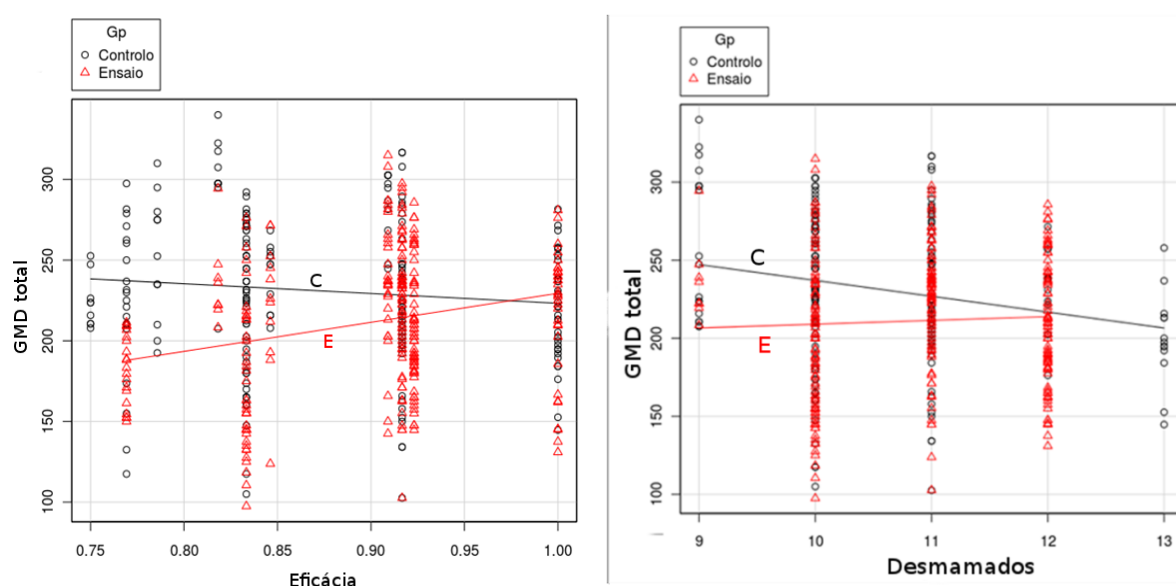 Gp
Controlo
Ensaio
GMD total
300
250
200
150
100
C
E
0.75 0.80 0.85 0.90 0.95 1.00
Eficácia
Gp
Controlo
Ensaio
GMD total
300
250
200
150
100
C
E
9 10 11 12 13
Desmamados